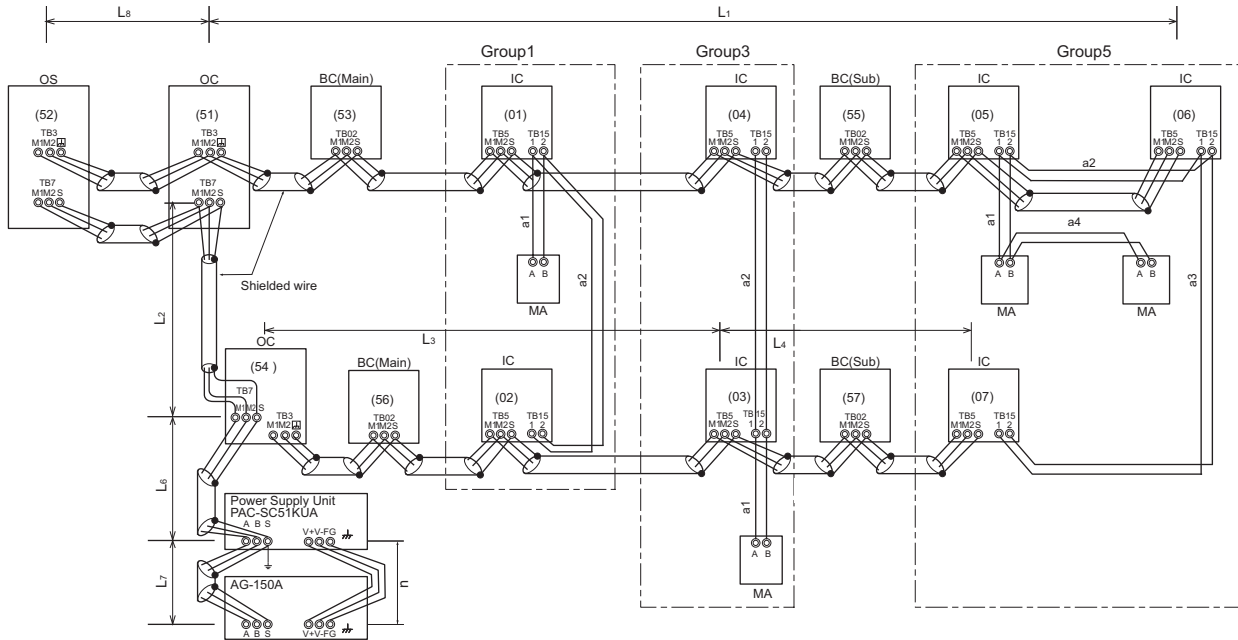 L8
L1
Group1
Group3
Group5
OS
OC
BC(Main)
IC
IC
BC(Sub)
IC
IC
(52)
(51)
(53)
(01)
(04)
(55)
(05)
(06)
TB3
M1M2
TB3
M1M2
TB02
M1M2S
TB5
M1M2S
TB15
1 2
TB5
M1M2S
TB15
1 2
TB02
M1M2S
TB5
M1M2S
TB15
1 2
TB5
M1M2S
TB15
1 2
a2
TB7
M1M2 S
TB7
M1M2 S
a1
a2
a2
a1
a4
a3
A B
MA
A B
MA
A B
MA
Shielded wire
L2
L3
L4
OC
BC(Main)
IC
IC
BC(Sub)
IC
(54 )
(56)
(02)
(03)
(57)
(07)
TB7
M1M2 S
TB3
M1M2
TB02
M1M2S
TB5
M1M2S
TB15
1 2
TB5
M1M2S
TB15
1 2
TB02
M1M2S
TB5
M1M2S
TB15
1 2
L6
Power Supply Unit
PAC-SC51KUA
A B S
V+V-FG
a1
A B
MA
L7
n
AG-150A
A B S
V+V-FG